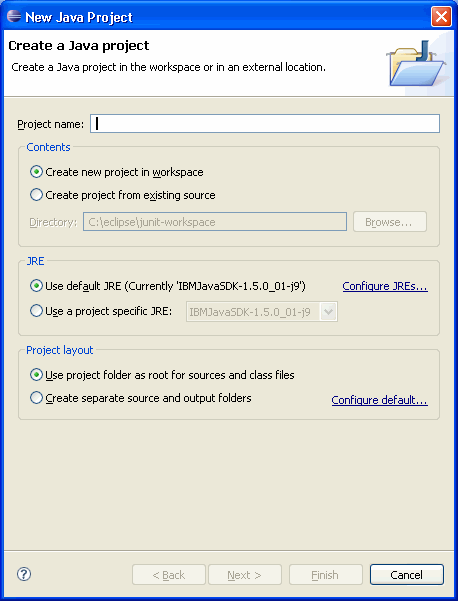 New Java Project
Create a Java project
Create a Java project in the workspace or in an external location.
Project name:
Contents
Create new project in workspace
Create project from existing source
Directory: C:\eclipse\junit-workspace Browse...
JRE
Use default JRE (Currently 'IBMJavaSDK-1.5.0_01-j9') Configure JREs...
Use a project specific JRE: IBMJavaSDK-1.5.0_01-j9
Project layout
Use project folder as root for sources and class files
Create separate source and output folders Configure default...
? < Back Next > Finish Cancel